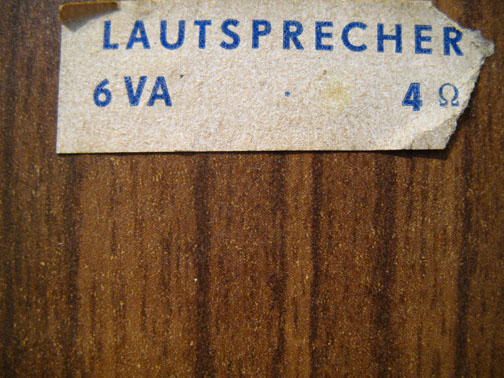 LAUTSPRECHER
6 VA · 4 Ω